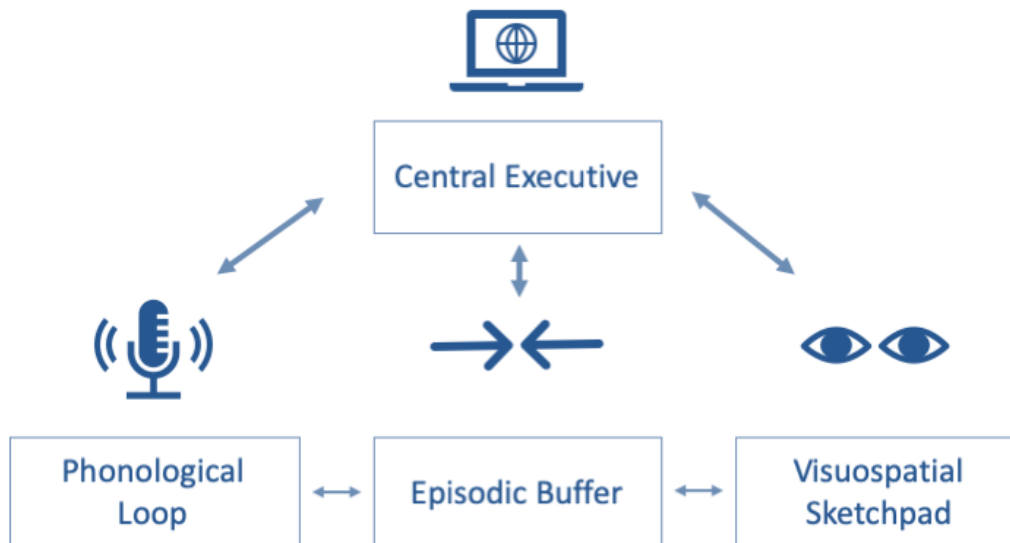 Central Executive
Phonological
Loop
Episodic Buffer
Visuospatial
Sketchpad